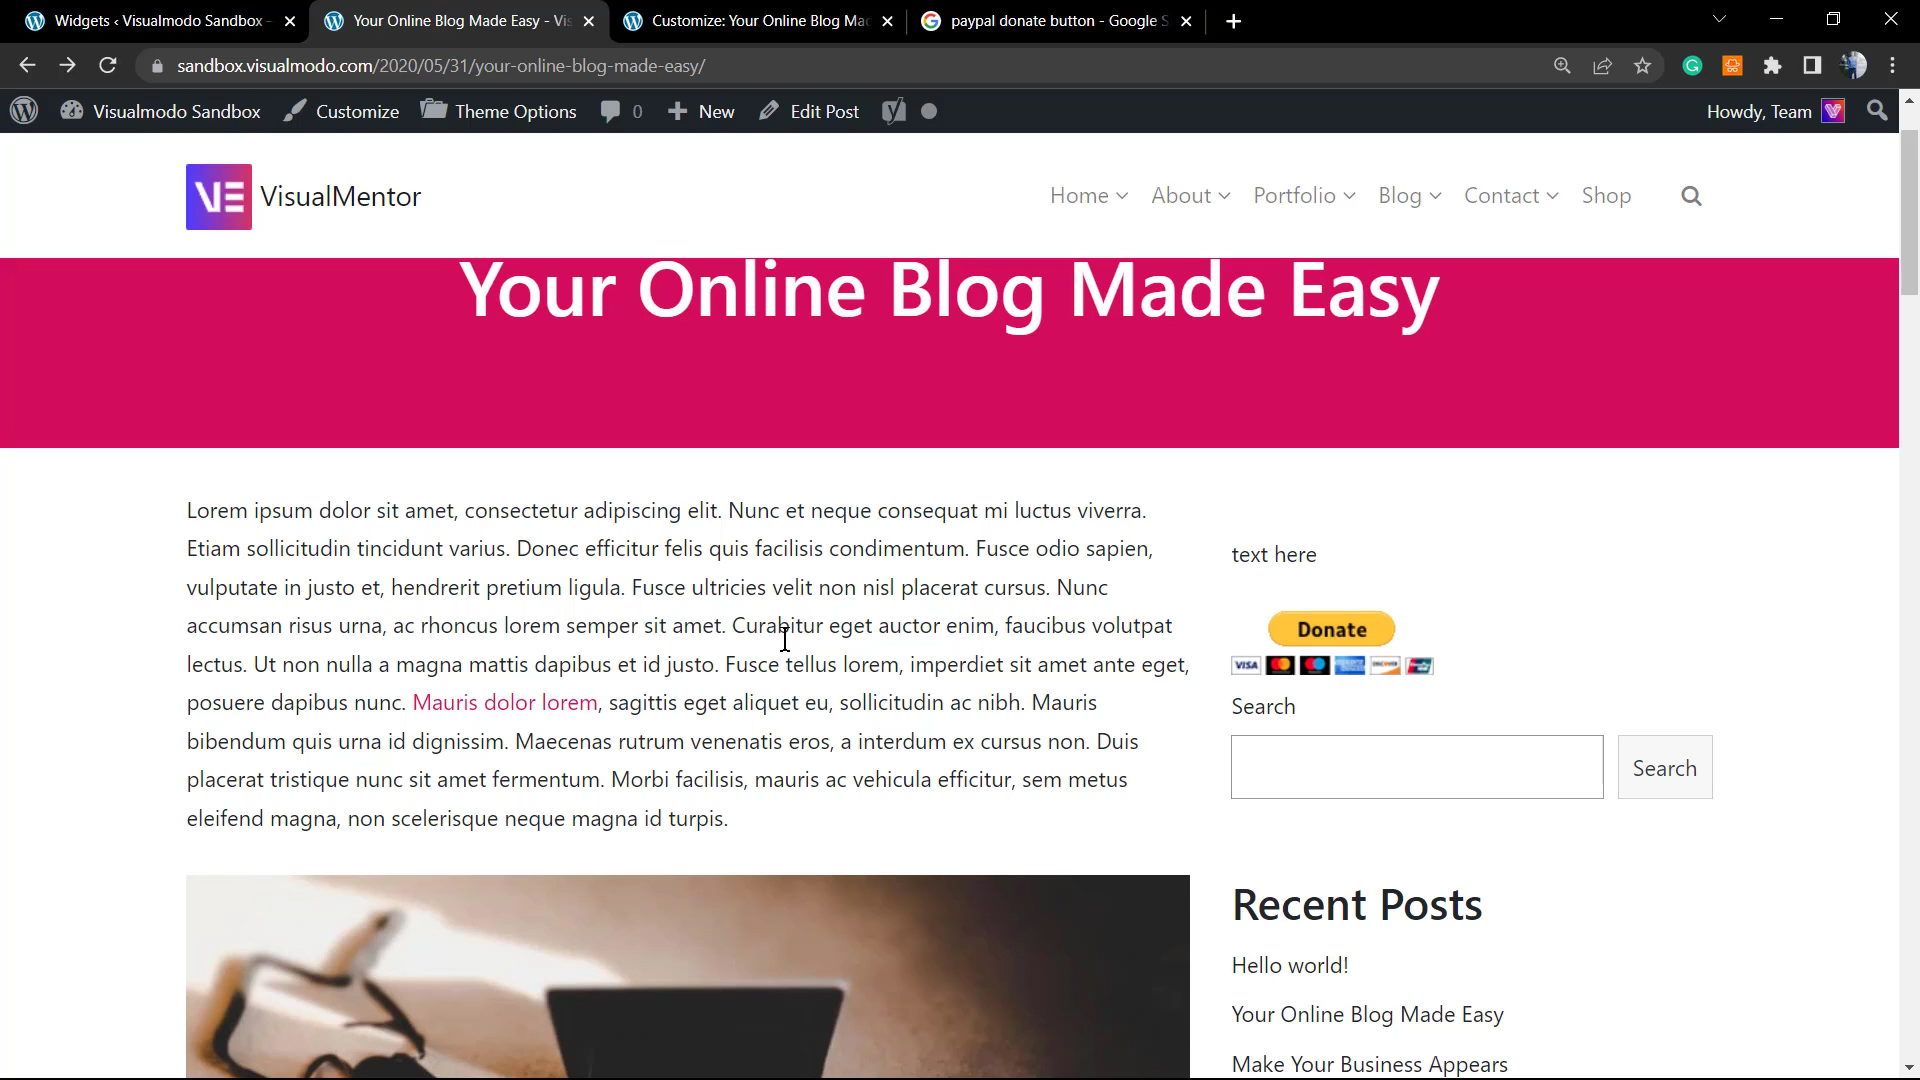 Widgets ‹ Visualmodo Sandbox -
Your Online Blog Made Easy - Vis
Customize: Your Online Blog Mad
paypal donate button - Google S
sandbox.visualmodo.com/2020/05/31/your-online-blog-made-easy/
Visualmodo Sandbox
Customize
Theme Options
0
New
Edit Post
Howdy, Team
VisualMentor
Home
About
Portfolio
Blog
Contact
Shop
Your Online Blog Made Easy
Lorem ipsum dolor sit amet, consectetur adipiscing elit. Nunc et neque consequat mi luctus viverra.
Etiam sollicitudin tincidunt varius. Donec efficitur felis quis facilisis condimentum. Fusce odio sapien,
vulputate in justo et, hendrerit pretium ligula. Fusce ultricies velit non nisl placerat cursus. Nunc
accumsan risus urna, ac rhoncus lorem semper sit amet. Curabitur eget auctor enim, faucibus volutpat
lectus. Ut non nulla a magna mattis dapibus et id justo. Fusce tellus lorem, imperdiet sit amet ante eget,
posuere dapibus nunc. Mauris dolor lorem, sagittis eget aliquet eu, sollicitudin ac nibh. Mauris
bibendum quis urna id dignissim. Maecenas rutrum venenatis eros, a interdum ex cursus non. Duis
placerat tristique nunc sit amet fermentum. Morbi facilisis, mauris ac vehicula efficitur, sem metus
eleifend magna, non scelerisque neque magna id turpis.
text here
Donate
VISA
Search
Search
Recent Posts
Hello world!
Your Online Blog Made Easy
Make Your Business Appears